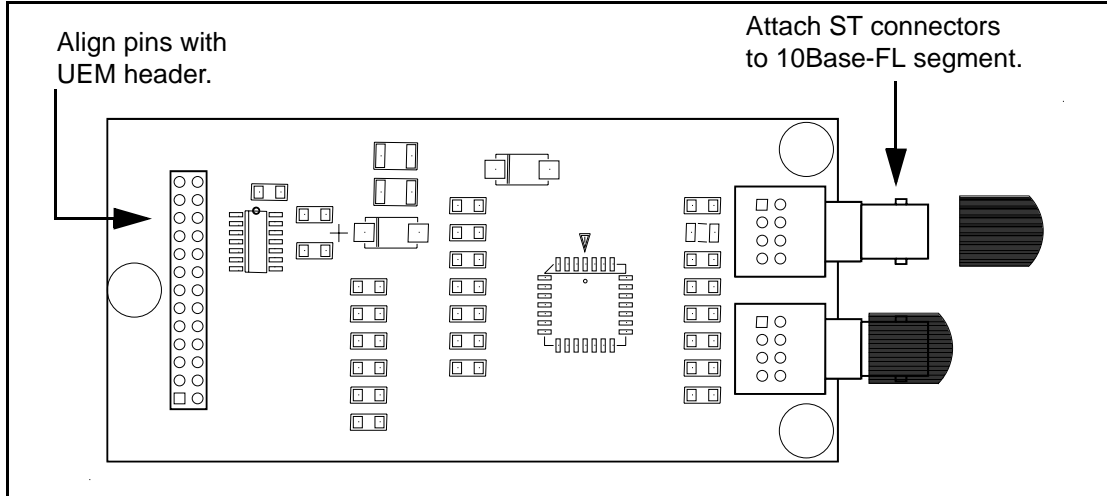 Align pins with
UEM header.
Attach ST connectors
to 10Base-FL segment.